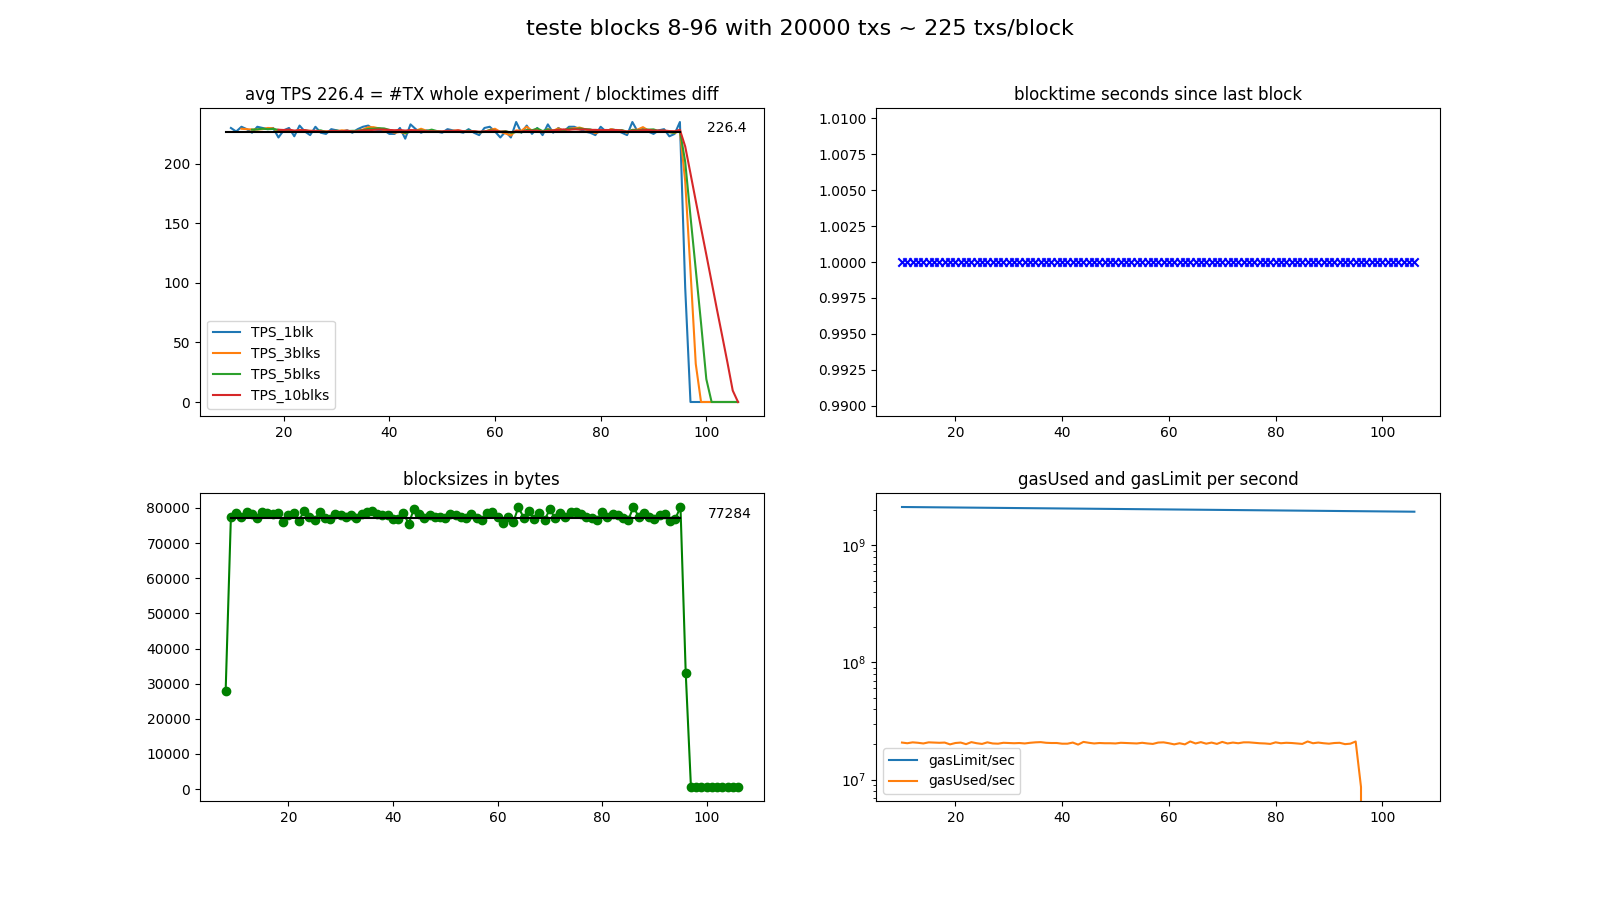 teste blocks 8-96 with 20000 txs ~ 225 txs/block
avg TPS 226.4 = #TX whole experiment / blocktimes diff
226.4
200
150
100
50
0
TPS_1blk
TPS_3blks
TPS_5blks
TPS_10blks
20 40 60 80 100
blocktime seconds since last block
1.0100
1.0075
1.0050
1.0025
1.0000
0.9975
0.9950
0.9925
0.9900
20 40 60 80 100
blocksizes in bytes
77284
80000
70000
60000
50000
40000
30000
20000
10000
0
20 40 60 80 100
gasUsed and gasLimit per second
10⁹
10⁸
10⁷
gasLimit/sec
gasUsed/sec
20 40 60 80 100